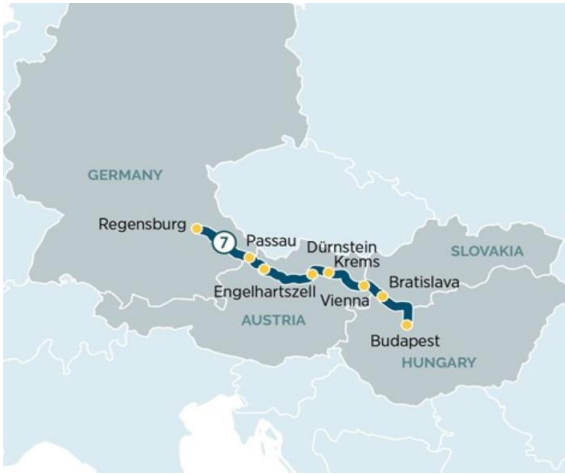 GERMANY
Regensburg
7
Passau
Dürnstein
Krems
SLOVAKIA
Engelhartszell
Vienna
Bratislava
AUSTRIA
Budapest
HUNGARY